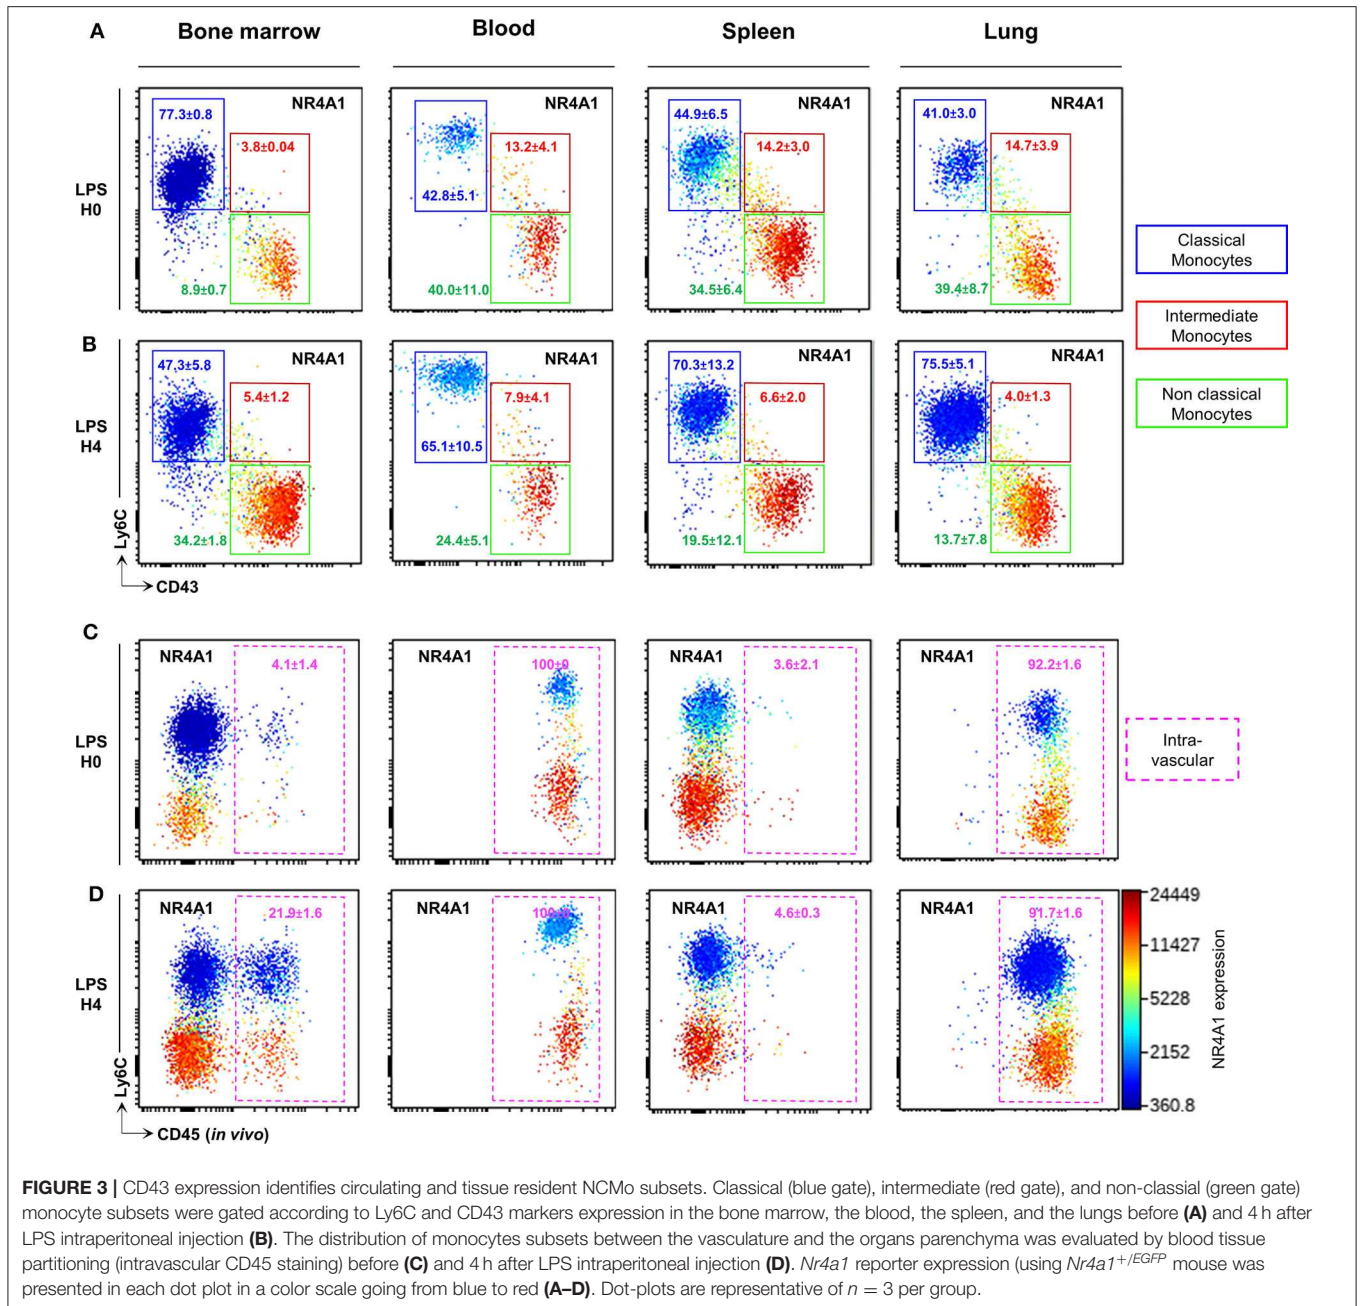 A
Bone marrow
Blood
Spleen
Lung
LPS
H0
NR4A1
77.3±0.8
3.8±0.04
8.9±0.7
NR4A1
13.2±4.1
42.8±5.1
40.0±11.0
NR4A1
44.9±6.5
14.2±3.0
34.5±6.4
NR4A1
41.0±3.0
14.7±3.9
39.4±8.7
Classical
Monocytes
Intermediate
Monocytes
Non classical
Monocytes
B
LPS
H4
NR4A1
47.3±5.8
5.4±1.2
34.2±1.8
NR4A1
7.9±4.1
65.1±10.5
24.4±5.1
NR4A1
70.3±13.2
6.6±2.0
19.5±12.1
NR4A1
75.5±5.1
4.0±1.3
13.7±7.8
Ly6C
CD43
C
LPS
H0
NR4A1
4.1±1.4
NR4A1
100±0
NR4A1
3.6±2.1
NR4A1
92.2±1.6
Intra-
vascular
D
LPS
H4
NR4A1
21.9±1.6
NR4A1
100±0
NR4A1
4.6±0.3
NR4A1
91.7±1.6
24449
11427
5228
2152
360.8
NR4A1 expression
Ly6C
CD45 (in vivo)
FIGURE 3 | CD43 expression identifies circulating and tissue resident NCMo subsets. Classical (blue gate), intermediate (red gate), and non-classial (green gate)
monocyte subsets were gated according to Ly6C and CD43 markers expression in the bone marrow, the blood, the spleen, and the lungs before (A) and 4 h after
LPS intraperitoneal injection (B). The distribution of monocytes subsets between the vasculature and the organs parenchyma was evaluated by blood tissue
partitioning (intravascular CD45 staining) before (C) and 4 h after LPS intraperitoneal injection (D). Nr4a1 reporter expression (using Nr4a1+/EGFP mouse was
presented in each dot plot in a color scale going from blue to red (A–D). Dot-plots are representative of n = 3 per group.